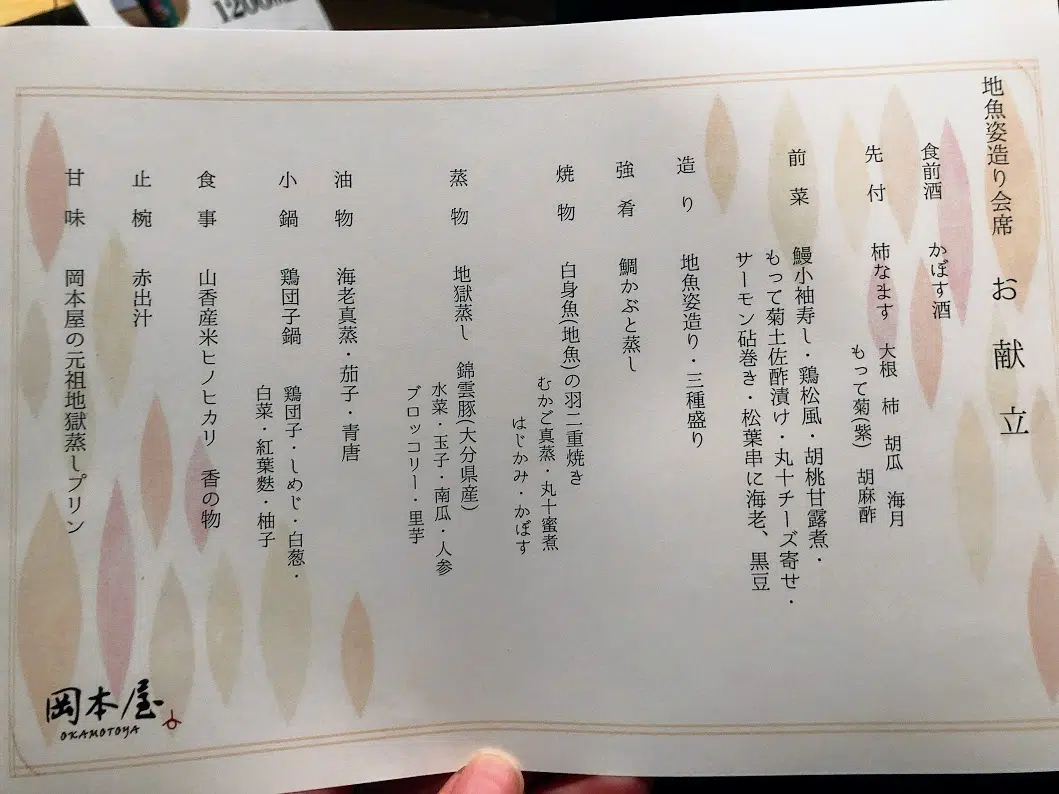 地魚姿造り会席 お献立
食前酒 かぼす酒
先付 柿なます 大根 柿 胡瓜 海月
もって菊(紫) 胡麻酢
前菜 鰻小袖寿し・鶏松風・胡桃甘露煮・
もって菊土佐酢漬け・丸十チーズ寄せ・
サーモン砧巻き・松葉串に海老、黒豆
造り 地魚姿造り・三種盛り
強肴 鯛かぶと蒸し
焼物 白身魚(地魚)の羽二重焼き
むかご真蒸・丸十蜜煮
はじかみ・かぼす
蒸物 地獄蒸し 錦雲豚(大分県産)
水菜・玉子・南瓜・人参
ブロッコリー・里芋
油物 海老真蒸・茄子・青唐
小鍋 鶏団子鍋 鶏団子・しめじ・白葱・
白菜・紅葉麩・柚子
食事 山香産米ヒノヒカリ 香の物
止椀 赤出汁
甘味 岡本屋の元祖地獄蒸しプリン
岡本屋
OKAMOTOYA